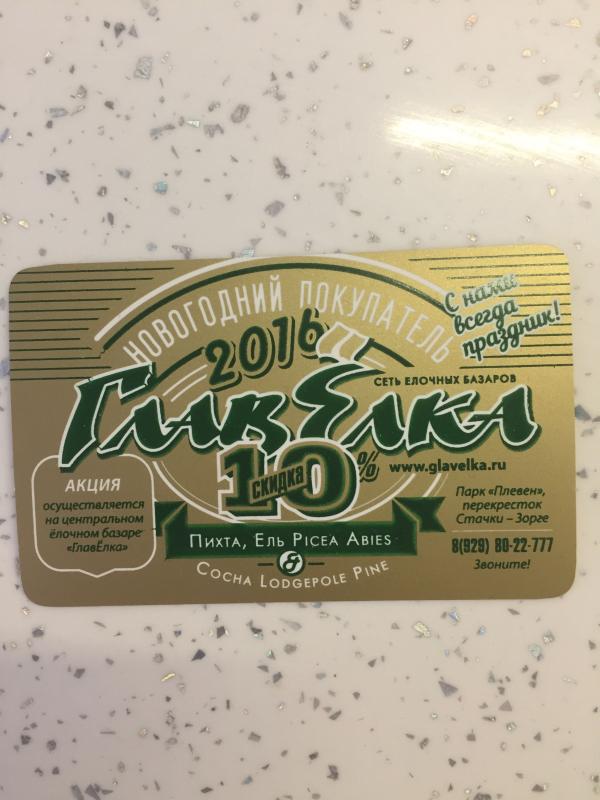 НОВОГОДНИЙ ПОКУПАТЕЛЬ
2016
С нами
всегда
праздник!
СЕТЬ ЕЛОЧНЫХ БАЗАРОВ
ГлавЁлка
СКИДКА
10%
www.glavelka.ru
АКЦИЯ
осуществляется
на центральном
ёлочном базаре
«ГлавЁлка»
Пихта, Ель Picea Abies
&
Cocha Lodgepole Pine
Парк «Плевен»,
перекресток
Стачки – Зорге
8(929) 80-22-777
Звоните!